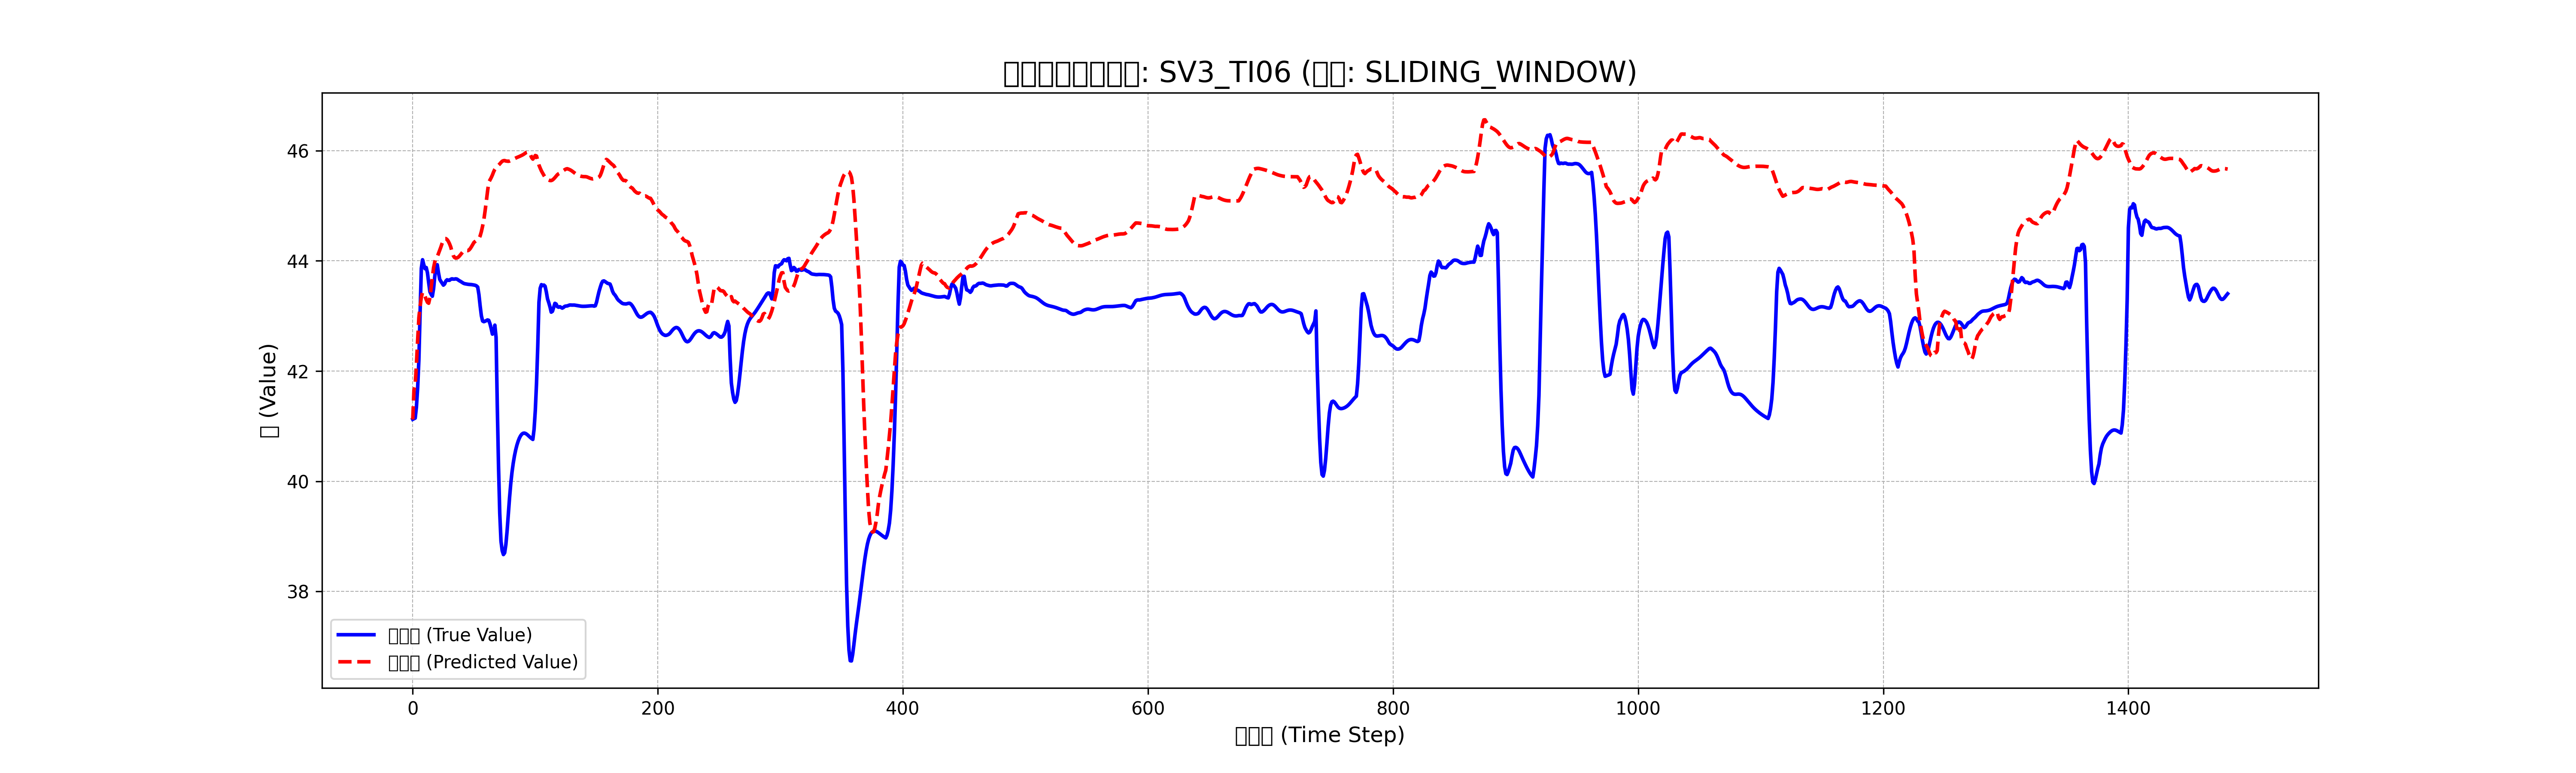 □□□□□□□□: SV3_TI06 (□□: SLIDING_WINDOW)
46
44
42
40
38
□ (Value)
□□□ (True Value)
□□□ (Predicted Value)
0 200 400 600 800 1000 1200 1400
□□□ (Time Step)